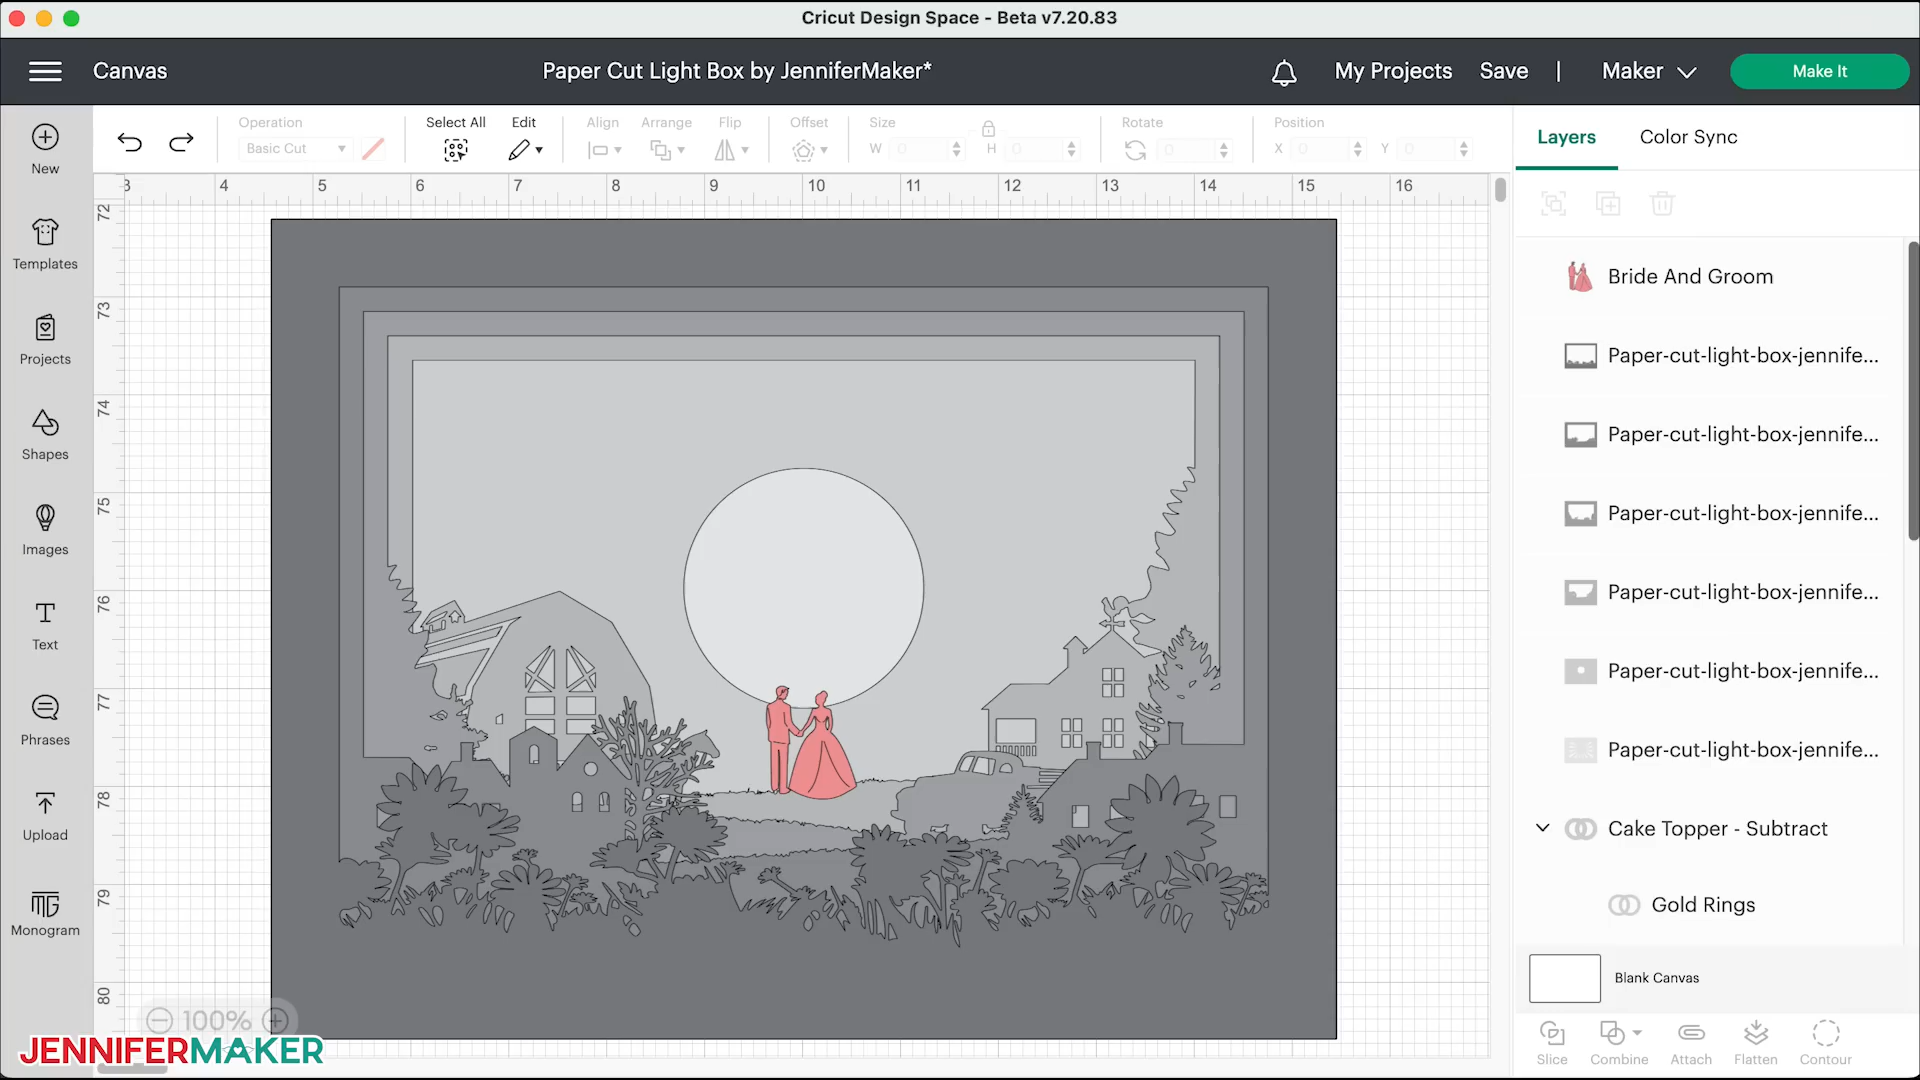 Cricut Design Space - Beta v7.20.83
Canvas
Paper Cut Light Box by JenniferMaker*
My Projects
Save
|
Maker
Make It
New
Templates
Projects
Shapes
Images
Text
Phrases
Upload
Monogram
Operation
Basic Cut
Select All
Edit
Align
Arrange
Flip
Offset
Size
W 0
H 0
Rotate
0
Position
X 0
Y 0
3 4 5 6 7 8 9 10 11 12 13 14 15 16
72
73
74
75
76
77
78
79
80
100%
JENNIFERMAKER
Layers
Color Sync
Bride And Groom
Paper-cut-light-box-jennife...
Paper-cut-light-box-jennife...
Paper-cut-light-box-jennife...
Paper-cut-light-box-jennife...
Paper-cut-light-box-jennife...
Paper-cut-light-box-jennife...
Cake Topper - Subtract
Gold Rings
Blank Canvas
Slice
Combine
Attach
Flatten
Contour